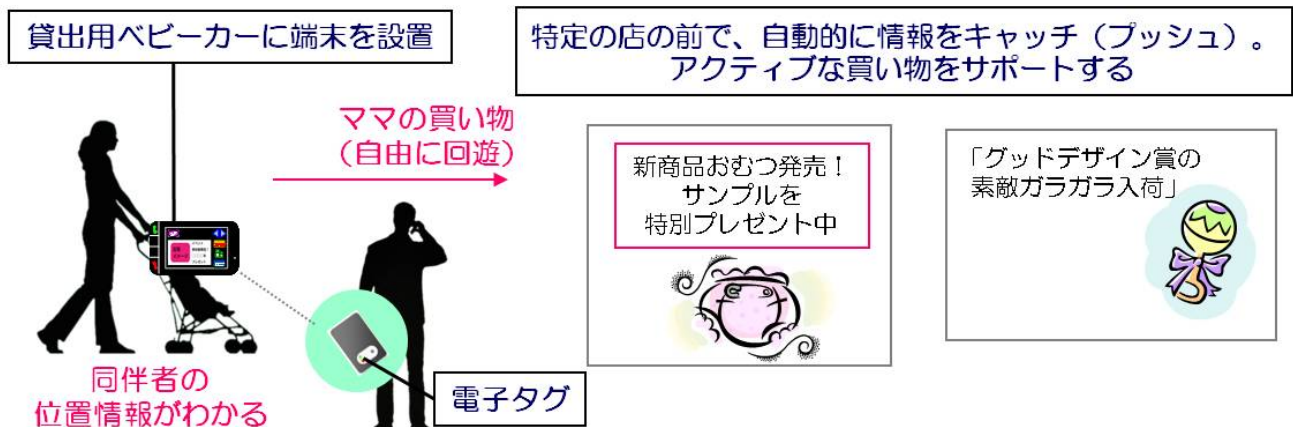 貸出用ベビーカーに端末を設置
特定の店の前で、自動的に情報をキャッチ（プッシュ）。
アクティブな買い物をサポートする
ママの買い物
（自由に回遊）
新商品おむつ発売！
サンプルを
特別プレゼント中
「グッドデザイン賞の
素敵ガラガラ入荷」
同伴者の
位置情報がわかる
電子タグ